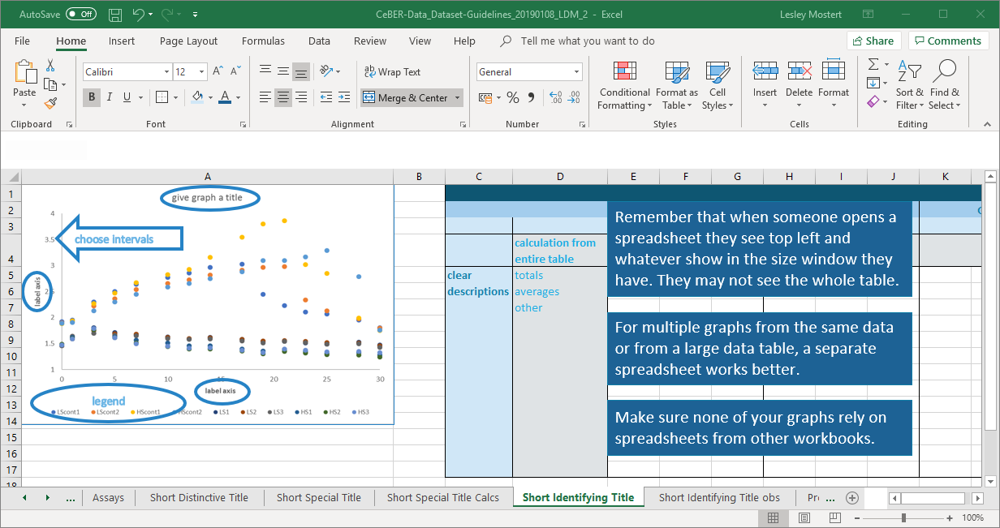 AutoSave Off CeBER-Data_Dataset-Guidelines_20190108_LDM_2 - Excel Lesley Mostert
File Home Insert Page Layout Formulas Data Review View Help Tell me what you want to do Share Comments
Calibri 12 Wrap Text General
Paste B I U Merge & Center % Conditional Formatting Format as Table Cell Styles Insert Delete Format Sort & Filter Find & Select
Clipboard Font Alignment Number Styles Cells Editing
A B C D E F G H I J K
1
2
3
4
5
6
7
8
9
10
11
12
13
14
15
16
17
18
give graph a title
choose intervals
label axis
4
3.5
3
2.5
2
1.5
1
0 5 10 15 20 25 30
label axis
legend
LScont1 LScont2 HScont1 HScont2 LS1 LS2 LS3 HS1 HS2 HS3
calculation from
entire table
clear
descriptions
totals
averages
other
Remember that when someone opens a
spreadsheet they see top left and
whatever show in the size window they
have. They may not see the whole table.
For multiple graphs from the same data
or from a large data table, a separate
spreadsheet works better.
Make sure none of your graphs rely on
spreadsheets from other workbooks.
... Assays Short Distinctive Title Short Special Title Short Special Title Calcs Short Identifying Title Short Identifying Title obs Pr ...
100%